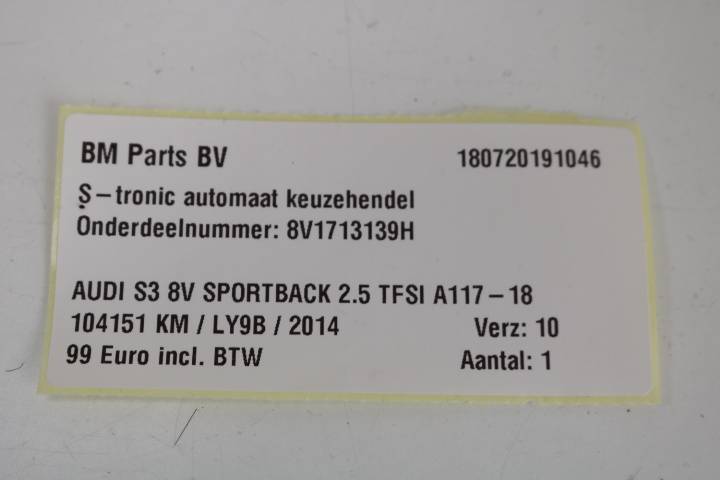 BM Parts BV 180720191046
S-tronic automaat keuzehendel
Onderdeelnummer: 8V1713139H
AUDI S3 8V SPORTBACK 2.5 TFSI A117-18
104151 KM / LY9B / 2014 Verz: 10
99 Euro incl. BTW Aantal: 1